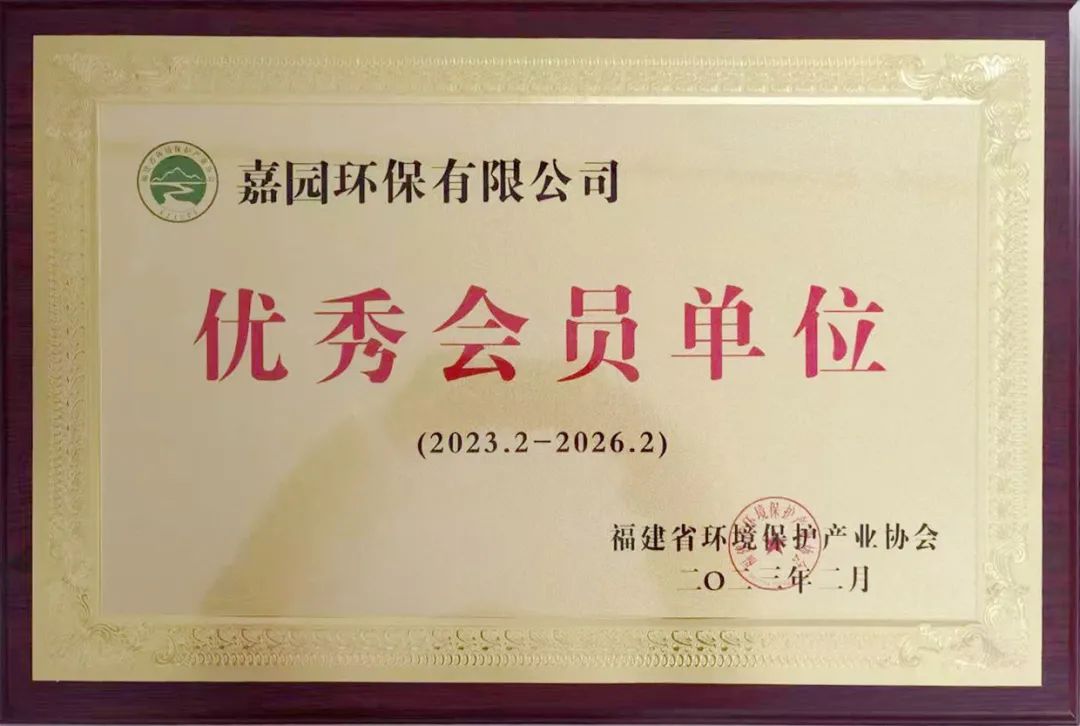 嘉园环保有限公司
优秀会员单位
(2023.2-2026.2)
福建省环境保护产业协会
二〇二三年二月